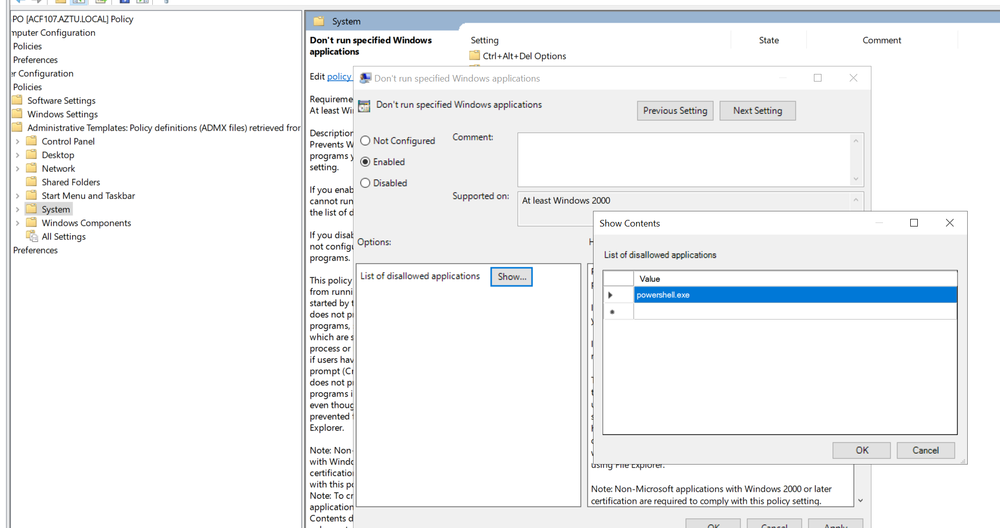 PO [ACF107.AZTU.LOCAL] Policy
mputer Configuration
Policies
Preferences
er Configuration
Policies
Software Settings
Windows Settings
Administrative Templates: Policy definitions (ADMX files) retrieved from
Control Panel
Desktop
Network
Shared Folders
Start Menu and Taskbar
System
Windows Components
All Settings
Preferences
System
Don't run specified Windows
applications
Edit policy
Requireme
At least Wi
Description
Prevents W
programs y
setting.
If you enab
cannot run
the list of d
If you disab
not configu
programs.
This policy
from runni
started by t
does not pr
programs,
which are s
process or
if users hav
prompt (Cr
does not pr
programs i
even thoug
prevented f
Explorer.
Note: Non-
with Windo
certification
with this po
Note: To cr
application
Contents d
Setting
State
Comment
Ctrl+Alt+Del Options
Don't run specified Windows applications
Don't run specified Windows applications
Previous Setting
Next Setting
Not Configured
Enabled
Disabled
Comment:
Supported on:
At least Windows 2000
Options:
List of disallowed applications
Show...
Show Contents
List of disallowed applications
Value
powershell.exe
OK
Cancel
using File Explorer.
Note: Non-Microsoft applications with Windows 2000 or later
certification are required to comply with this policy setting.
OK
Cancel
Apply